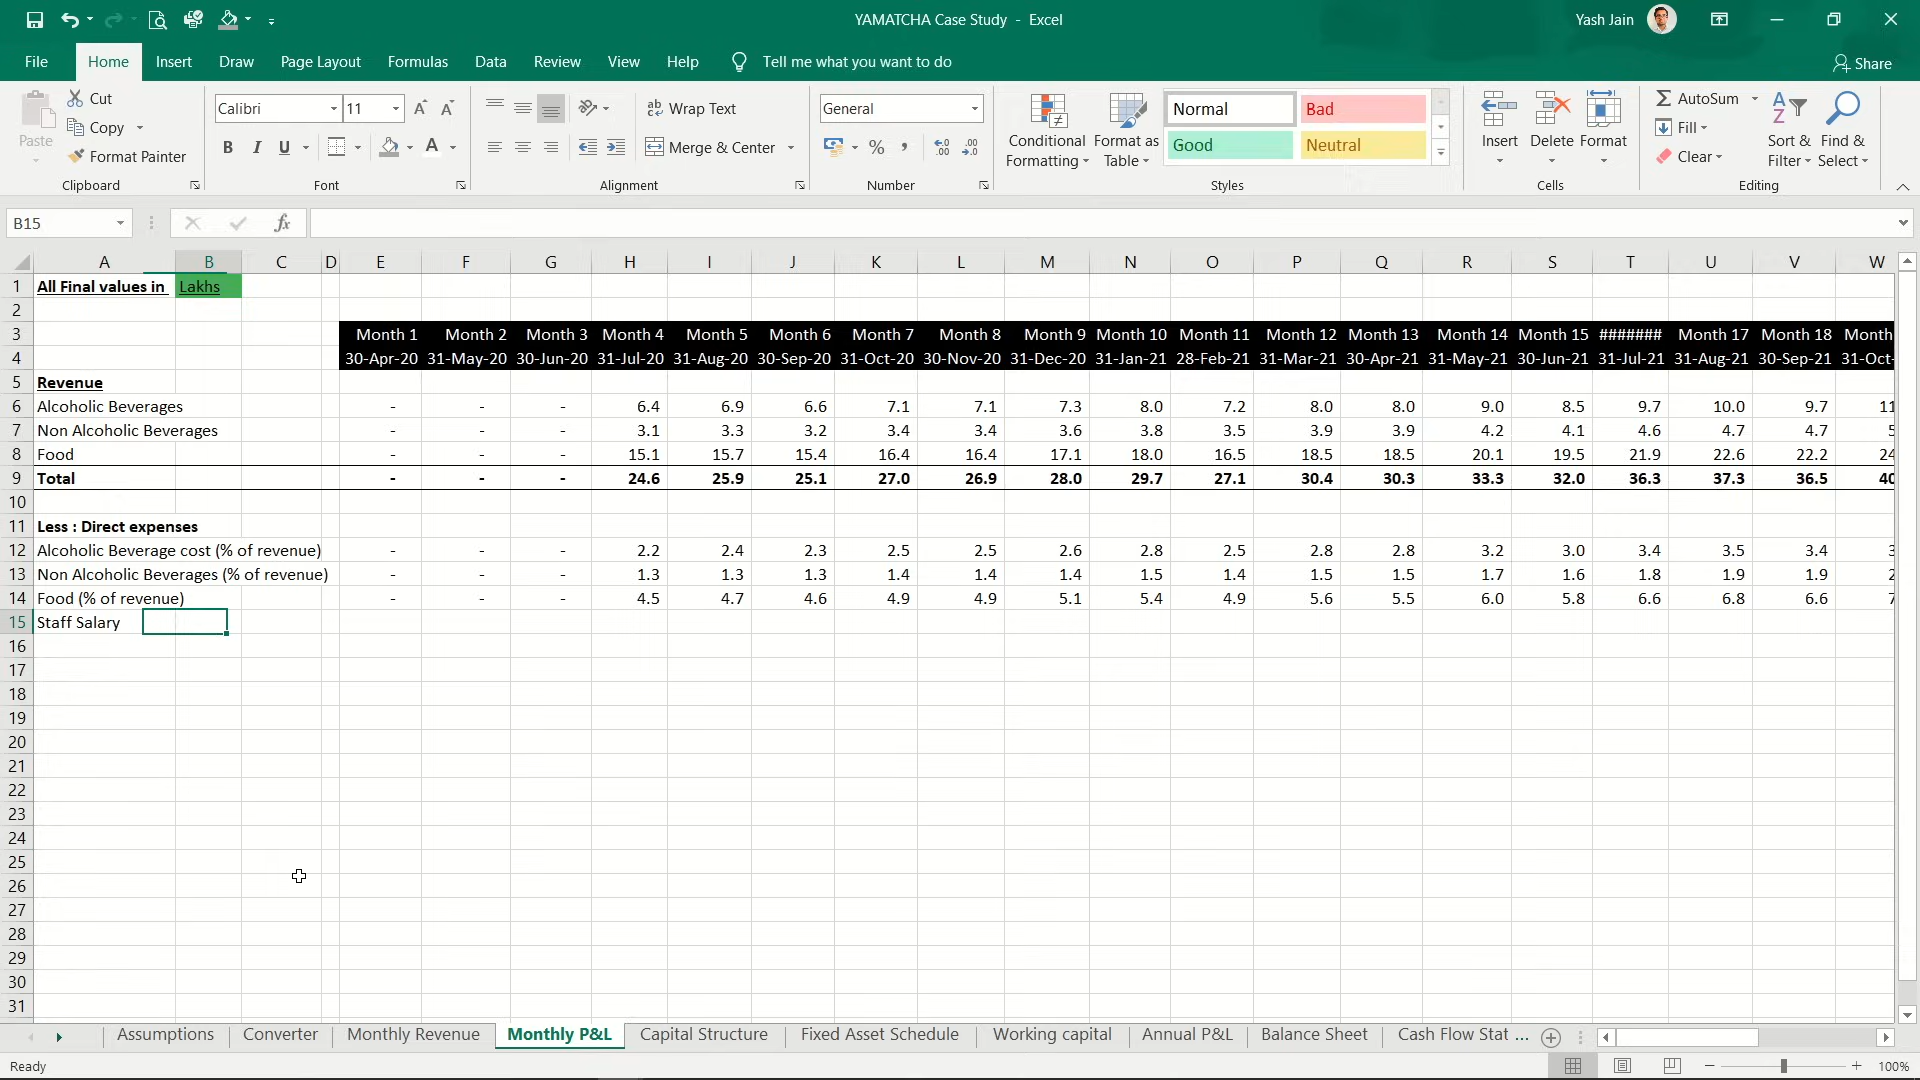 YAMATCHA Case Study - Excel
Yash Jain
File Home Insert Draw Page Layout Formulas Data Review View Help Tell me what you want to do Share
Paste Cut Copy Format Painter Clipboard
Calibri 11 B I U A Font
ab Wrap Text Merge & Center Alignment
General % , Number
Conditional Formatting Format as Table Normal Bad Good Neutral Styles
Insert Delete Format Cells
AutoSum Fill Clear Sort & Filter Find & Select Editing
B15 fx
A B C D E F G H I J K L M N O P Q R S T U V W
1 All Final values in Lakhs
2
3 Month 1 Month 2 Month 3 Month 4 Month 5 Month 6 Month 7 Month 8 Month 9 Month 10 Month 11 Month 12 Month 13 Month 14 Month 15 ####### Month 17 Month 18 Month
4 30-Apr-20 31-May-20 30-Jun-20 31-Jul-20 31-Aug-20 30-Sep-20 31-Oct-20 30-Nov-20 31-Dec-20 31-Jan-21 28-Feb-21 31-Mar-21 30-Apr-21 31-May-21 30-Jun-21 31-Jul-21 31-Aug-21 30-Sep-21 31-Oct-
5 Revenue
6 Alcoholic Beverages - - - 6.4 6.9 6.6 7.1 7.1 7.3 8.0 7.2 8.0 8.0 9.0 8.5 9.7 10.0 9.7 11
7 Non Alcoholic Beverages - - - 3.1 3.3 3.2 3.4 3.4 3.6 3.8 3.5 3.9 3.9 4.2 4.1 4.6 4.7 4.7 5
8 Food - - - 15.1 15.7 15.4 16.4 16.4 17.1 18.0 16.5 18.5 18.5 20.1 19.5 21.9 22.6 22.2 24
9 Total - - - 24.6 25.9 25.1 27.0 26.9 28.0 29.7 27.1 30.4 30.3 33.3 32.0 36.3 37.3 36.5 40
10
11 Less : Direct expenses
12 Alcoholic Beverage cost (% of revenue) - - - 2.2 2.4 2.3 2.5 2.5 2.6 2.8 2.5 2.8 2.8 3.2 3.0 3.4 3.5 3.4 3
13 Non Alcoholic Beverages (% of revenue) - - - 1.3 1.3 1.3 1.4 1.4 1.4 1.5 1.4 1.5 1.5 1.7 1.6 1.8 1.9 1.9 2
14 Food (% of revenue) - - - 4.5 4.7 4.6 4.9 4.9 5.1 5.4 4.9 5.6 5.5 6.0 5.8 6.6 6.8 6.6 7
15 Staff Salary
16
17
18
19
20
21
22
23
24
25
26
27
28
29
30
31
Assumptions Converter Monthly Revenue Monthly P&L Capital Structure Fixed Asset Schedule Working capital Annual P&L Balance Sheet Cash Flow Stat ...
Ready 100%